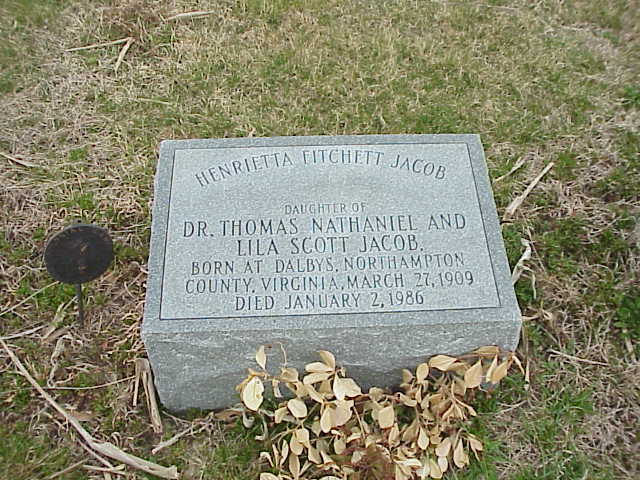 HENRIETTA FITCHETT JACOB
DAUGHTER OF
DR. THOMAS NATHANIEL AND
LILA SCOTT JACOB.
BORN AT DALBYS, NORTHAMPTON
COUNTY, VIRGINIA, MARCH 27, 1909
DIED JANUARY 2, 1986